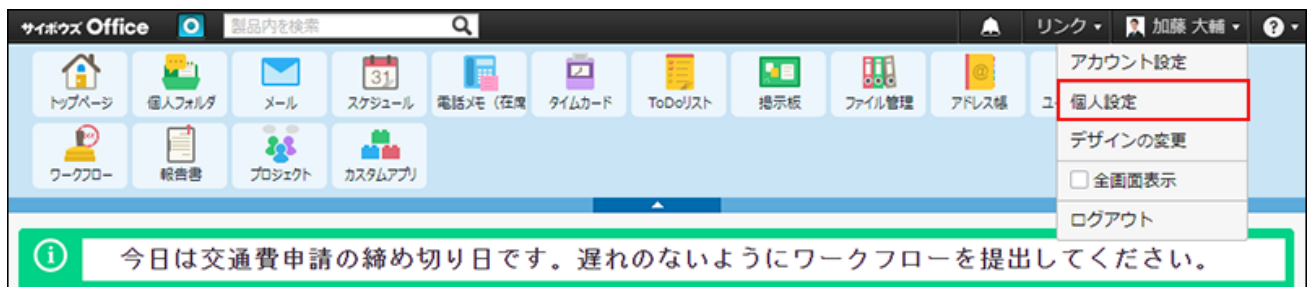 サイボウズ Office 製品内を検索 リンク 加藤 大輔 ?
アカウント設定
個人設定
デザインの変更
全画面表示
ログアウト
トップページ 個人フォルダ メール スケジュール 電話メモ（在席 タイムカード ToDoリスト 掲示板 ファイル管理 アドレス帳 ユ
ワークフロー 報告書 プロジェクト カスタムアプリ
今日は交通費申請の締め切り日です。遅れのないようにワークフローを提出してください。